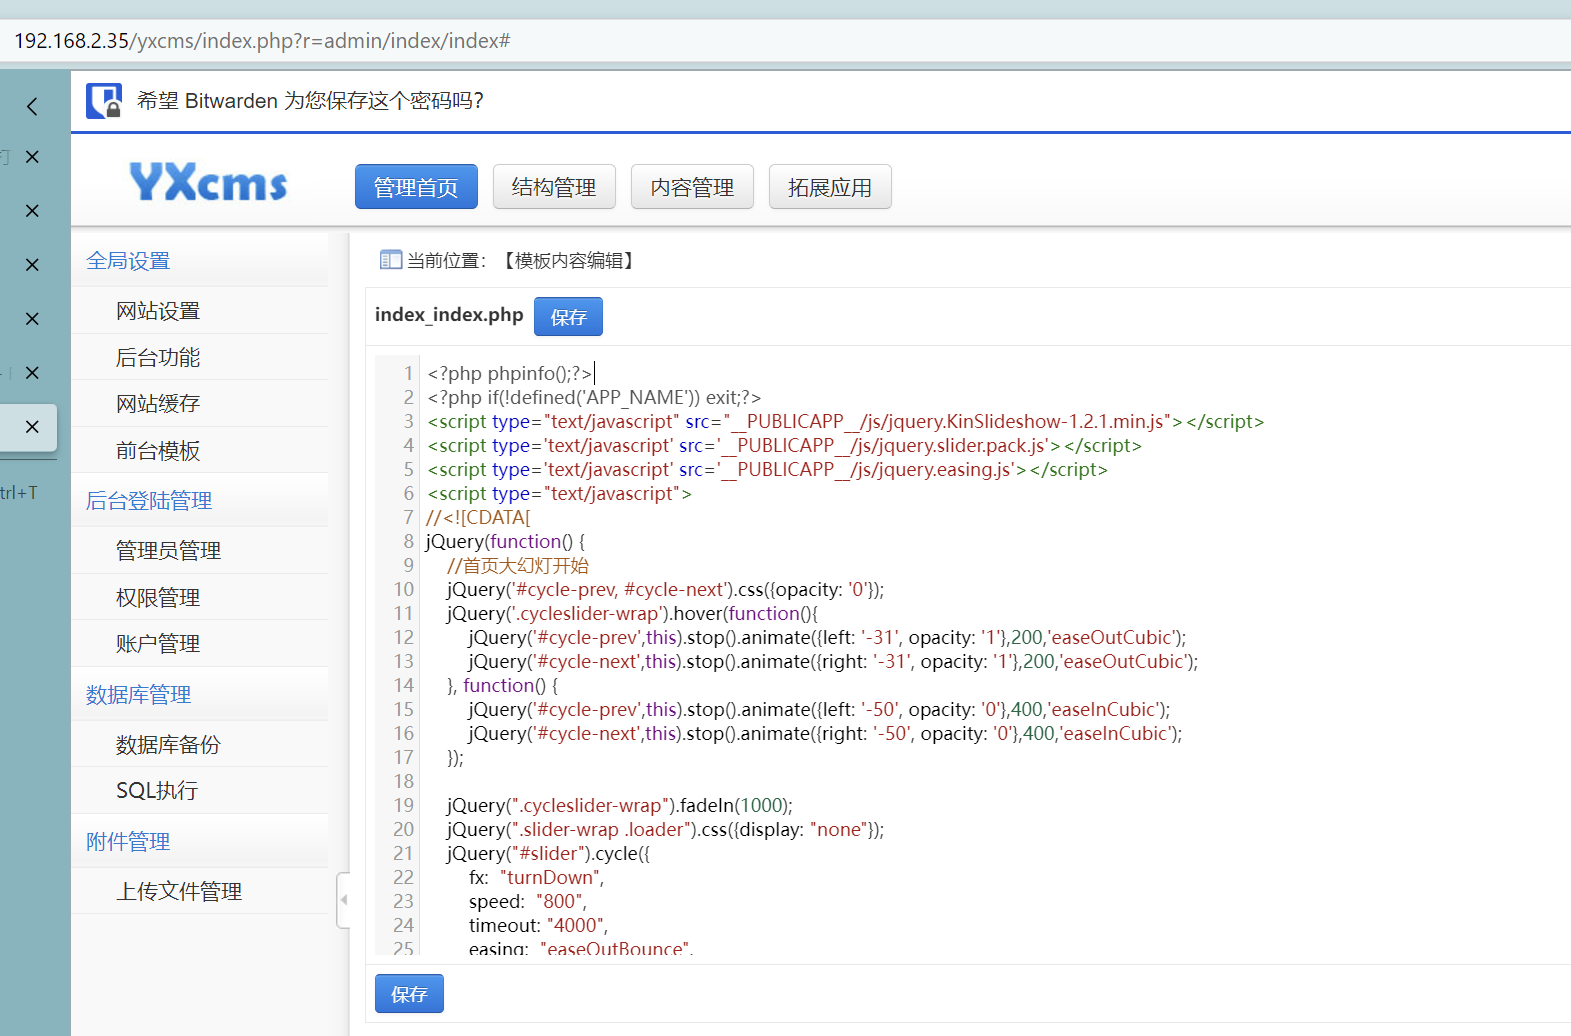 192.168.2.35/yxcms/index.php?r=admin/index/index#
希望 Bitwarden 为您保存这个密码吗?
YXcms
管理首页
结构管理
内容管理
拓展应用
全局设置
网站设置
后台功能
网站缓存
前台模板
后台登陆管理
管理员管理
权限管理
账户管理
数据库管理
数据库备份
SQL执行
附件管理
上传文件管理
trl+T
当前位置：【模板内容编辑】
index_index.php 保存
1 <?php phpinfo();?>
2 <?php if(!defined('APP_NAME')) exit;?>
3 <script type="text/javascript" src="__PUBLICAPP__/js/jquery.KinSlideshow-1.2.1.min.js"></script>
4 <script type='text/javascript' src='__PUBLICAPP__/js/jquery.slider.pack.js'></script>
5 <script type='text/javascript' src='__PUBLICAPP__/js/jquery.easing.js'></script>
6 <script type="text/javascript">
7 //<![CDATA[
8 jQuery(function() {
9 //首页大幻灯开始
10 jQuery('#cycle-prev, #cycle-next').css({opacity: '0'});
11 jQuery('.cycleslider-wrap').hover(function(){
12 jQuery('#cycle-prev',this).stop().animate({left: '-31', opacity: '1'},200,'easeOutCubic');
13 jQuery('#cycle-next',this).stop().animate({right: '-31', opacity: '1'},200,'easeOutCubic');
14 }, function() {
15 jQuery('#cycle-prev',this).stop().animate({left: '-50', opacity: '0'},400,'easeInCubic');
16 jQuery('#cycle-next',this).stop().animate({right: '-50', opacity: '0'},400,'easeInCubic');
17 });
18
19 jQuery(".cycleslider-wrap").fadeIn(1000);
20 jQuery(".slider-wrap .loader").css({display: "none"});
21 jQuery("#slider").cycle({
22 fx: "turnDown",
23 speed: "800",
24 timeout: "4000",
25 easing: "easeOutBounce",
保存